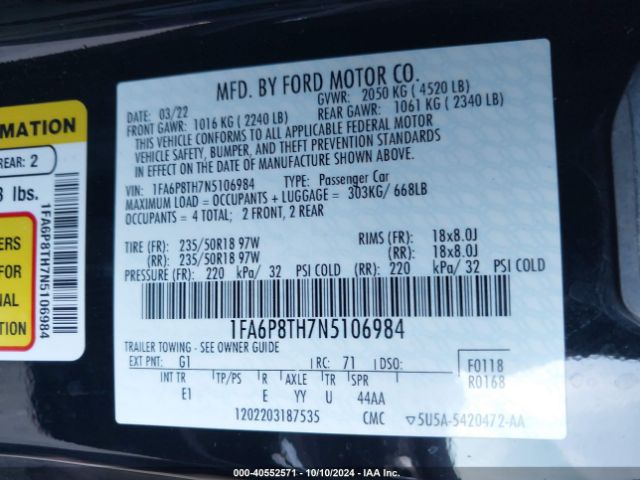 MFD. BY FORD MOTOR CO.
DATE: 03/22 GVWR: 2050 KG ( 4520 LB)
FRONT GAWR: 1016 KG ( 2240 LB) REAR GAWR: 1061 KG ( 2340 LB)
THIS VEHICLE CONFORMS TO ALL APPLICABLE FEDERAL MOTOR
VEHICLE SAFETY, BUMPER, AND THEFT PREVENTION STANDARDS
IN EFFECT ON THE DATE OF MANUFACTURE SHOWN ABOVE.
VIN: 1FA6P8TH7N5106984 TYPE: Passenger Car
MAXIMUM LOAD = OCCUPANTS + LUGGAGE = 303KG/ 668LB
OCCUPANTS = 4 TOTAL; 2 FRONT, 2 REAR
TIRE (FR): 235/50R18 97W RIMS (FR): 18x8.0J
(RR): 235/50R18 97W (RR): 18x8.0J
PRESSURE (FR): 220 kPa/ 32 PSI COLD (RR): 220 kPa/ 32 PSI COLD
1FA6P8TH7N5106984
TRAILER TOWING - SEE OWNER GUIDE
EXT PNT: G1 RC: 71 DSO: F0118
R0168
INT TR TP/PS R AXLE TR SPR
E1 E YY U 44AA
1202203187535 CMC ▽5U5A-5420472-AA
RMATION
REAR: 2
lbs.
ERS
FOR
NAL
ION
1FA6P8TH7N5106984
000-40552571 - 10/10/2024 - IAA Inc.